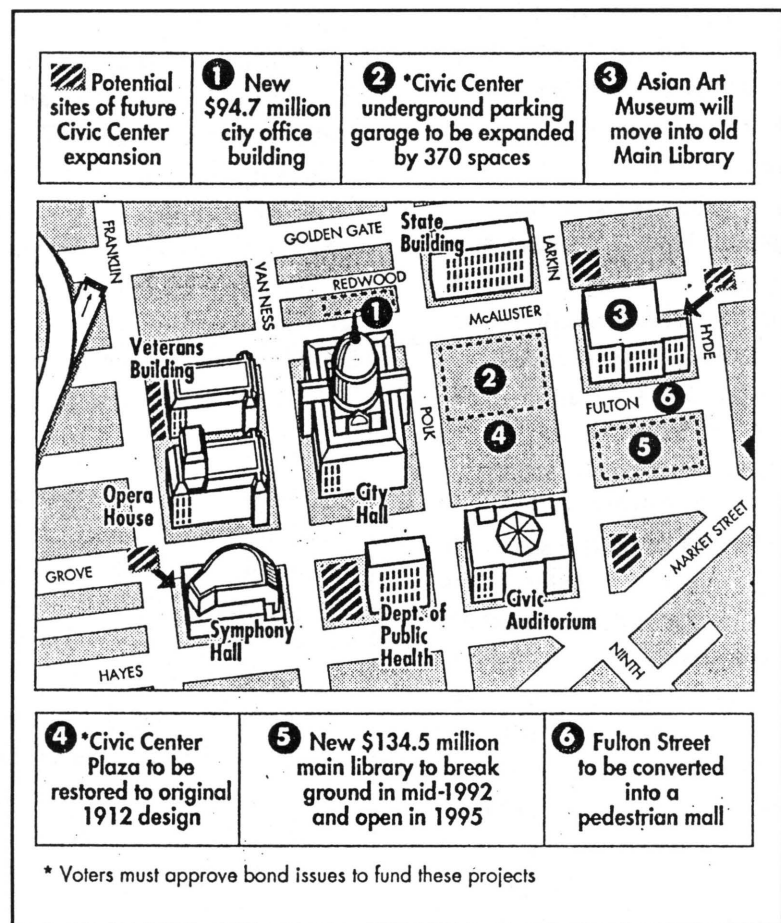 Potential
sites of future
Civic Center
expansion
1 New
$94.7 million
city office
building
2 *Civic Center
underground parking
garage to be expanded
by 370 spaces
3 Asian Art
Museum will
move into old
Main Library
FRANKLIN
VAN NESS
GOLDEN GATE
REDWOOD
State
Building
LARKIN
McALLISTER
HYDE
1
2
3
Veterans
Building
POLK
FULTON
6
4
5
Opera
House
City
Hall
GROVE
Symphony
Hall
Dept. of
Public
Health
Civic
Auditorium
MARKET STREET
NINTH
HAYES
4 *Civic Center
Plaza to be
restored to original
1912 design
5 New $134.5 million
main library to break
ground in mid-1992
and open in 1995
6 Fulton Street
to be converted
into a
pedestrian mall
* Voters must approve bond issues to fund these projects